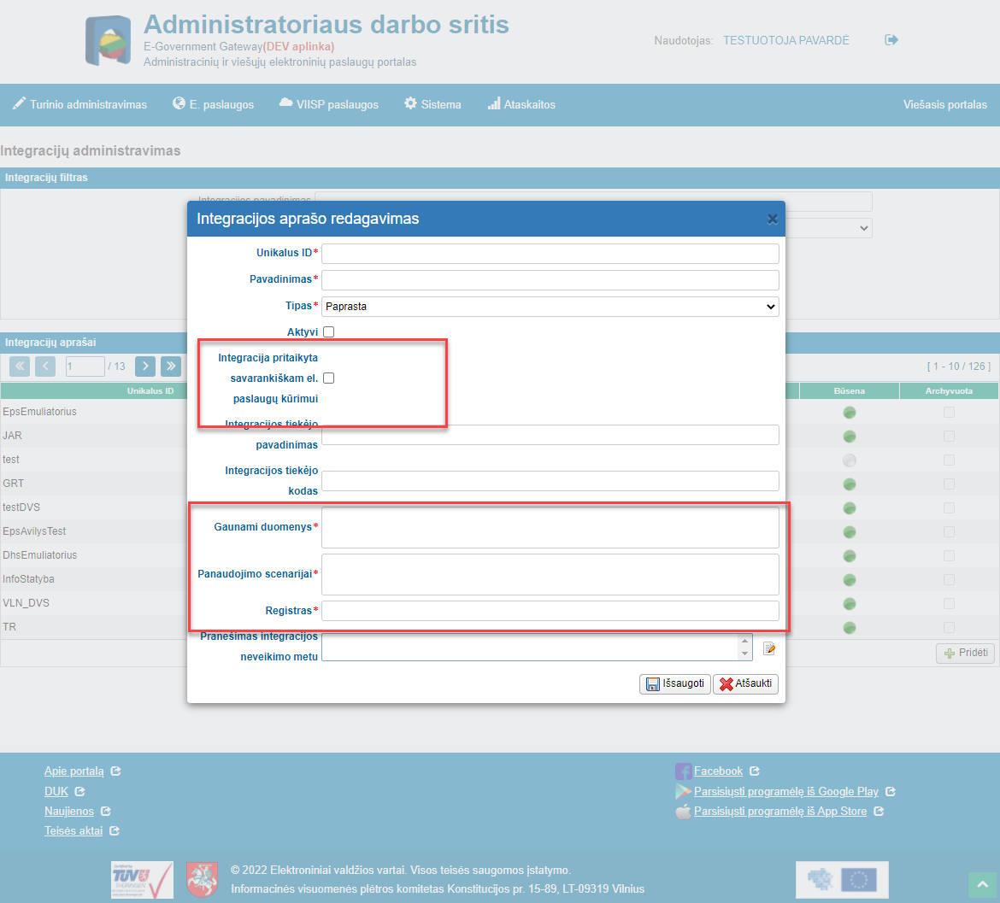 Administratoriaus darbo sritis
E-Government Gateway(DEV aplinka)
Administracinių ir viešųjų elektroninių paslaugų portalas
Naudotojas: TESTUOTOJA PAVARDĖ
Turinio administravimas E. paslaugos VIISP paslaugos Sistema Ataskaitos Viešasis portalas
Integracijų administravimas
Integracijų filtras
Integracijos pavadinimas
Integracijos aprašo redagavimas
Unikalus ID*
Pavadinimas*
Tipas* Paprasta
Aktyvi
Integracija pritaikyta
savarankiškam el.
paslaugų kūrimui
Integracijos tiekėjo
pavadinimas
Integracijos tiekėjo
kodas
Gaunami duomenys*
Panaudojimo scenarijai*
Registras*
Pranešimas integracijos
neveikimo metu
Išsaugoti Atšaukti
Integracijų aprašai
1 / 13 [ 1 - 10 / 126 ]
Unikalus ID Būsena Archyvuota
EpsEmuliatorius
JAR
test
GRT
testDVS
EpsAvilysTest
DhsEmuliatorius
InfoStatyba
VLN_DVS
TR
Pridėti
Apie portalą
DUK
Naujienos
Teisės aktai
Facebook
Parsisiųsti programėlę iš Google Play
Parsisiųsti programėlę iš App Store
TÜV
THÜRINGEN
© 2022 Elektroniniai valdžios vartai. Visos teisės saugomos įstatymo.
Informacinės visuomenės plėtros komitetas Konstitucijos pr. 15-89, LT-09319 Vilnius